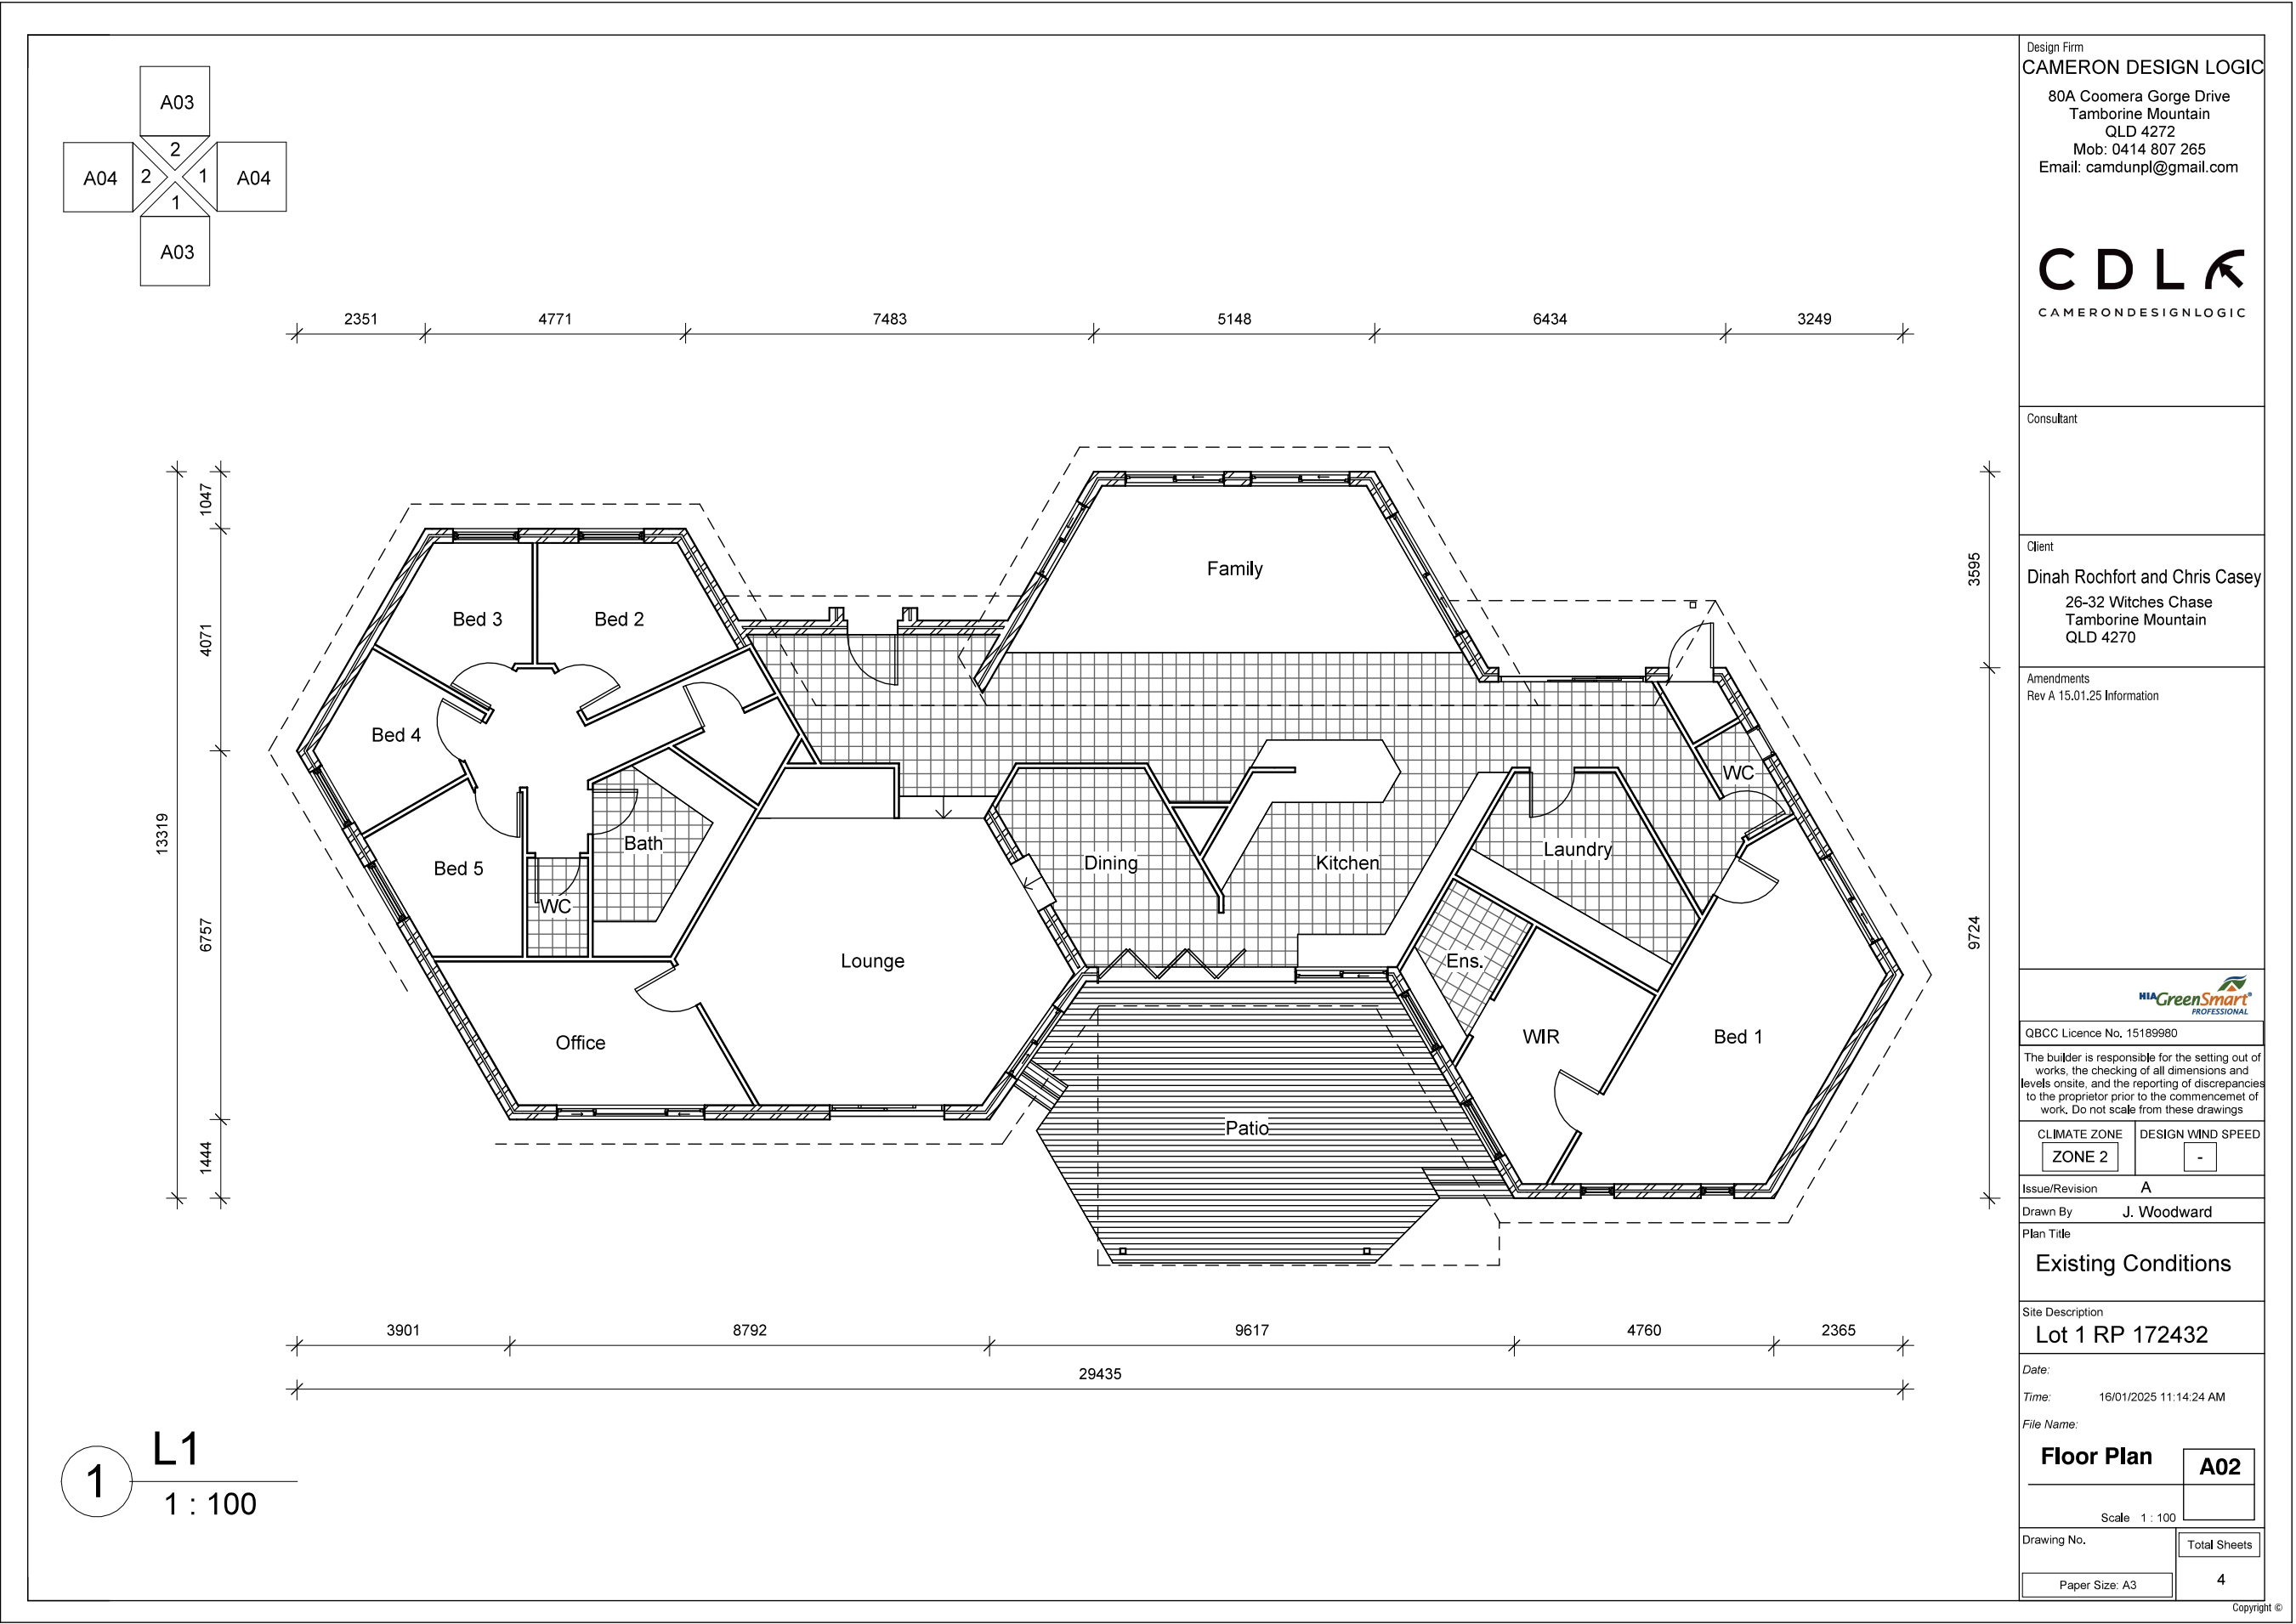 A03
2
A04
2
1
A04
1
A03
2351
4771
7483
5148
6434
3249
1047
4071
13319
6757
1444
3595
9724
Family
Bed 3
Bed 2
Bed 4
Bed 5
WC
Bath
Dining
Kitchen
Laundry
WC
Lounge
Ens.
Office
WIR
Bed 1
Patio
3901
8792
9617
4760
2365
29435
1
L1
1 : 100
Design Firm
CAMERON DESIGN LOGIC
80A Coomera Gorge Drive
Tamborine Mountain
QLD 4272
Mob: 0414 807 265
Email: camdunpl@gmail.com
CDL
CAMERONDESIGNLOGIC
Consultant
Client
Dinah Rochfort and Chris Casey
26-32 Witches Chase
Tamborine Mountain
QLD 4270
Amendments
Rev A 15.01.25 Information
HIA GreenSmart
PROFESSIONAL
QBCC Licence No. 15189980
The builder is responsible for the setting out of
works, the checking of all dimensions and
levels onsite, and the reporting of discrepancies
to the proprietor prior to the commencemet of
work. Do not scale from these drawings
CLIMATE ZONE
ZONE 2
DESIGN WIND SPEED
-
Issue/Revision A
Drawn By J. Woodward
Plan Title
Existing Conditions
Site Description
Lot 1 RP 172432
Date:
Time: 16/01/2025 11:14:24 AM
File Name:
Floor Plan
A02
Scale 1 : 100
Drawing No.
Total Sheets
Paper Size: A3
4
Copyright ©